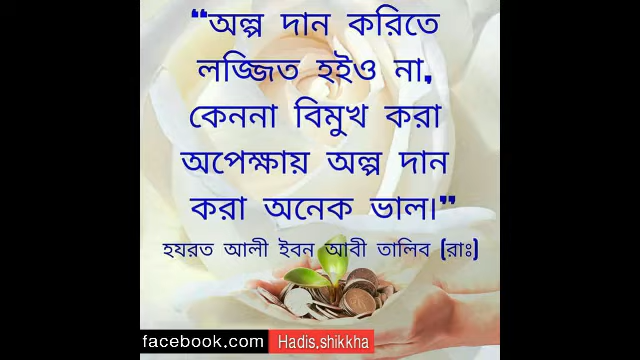 “অল্প দান করিতে
লজ্জিত হইও না,
কেননা বিমুখ করা
অপেক্ষায় অল্প দান
করা অনেক ভাল।”
হযরত আলী ইবন আবী তালিব (রাঃ)
facebook.com Hadis,shikkha